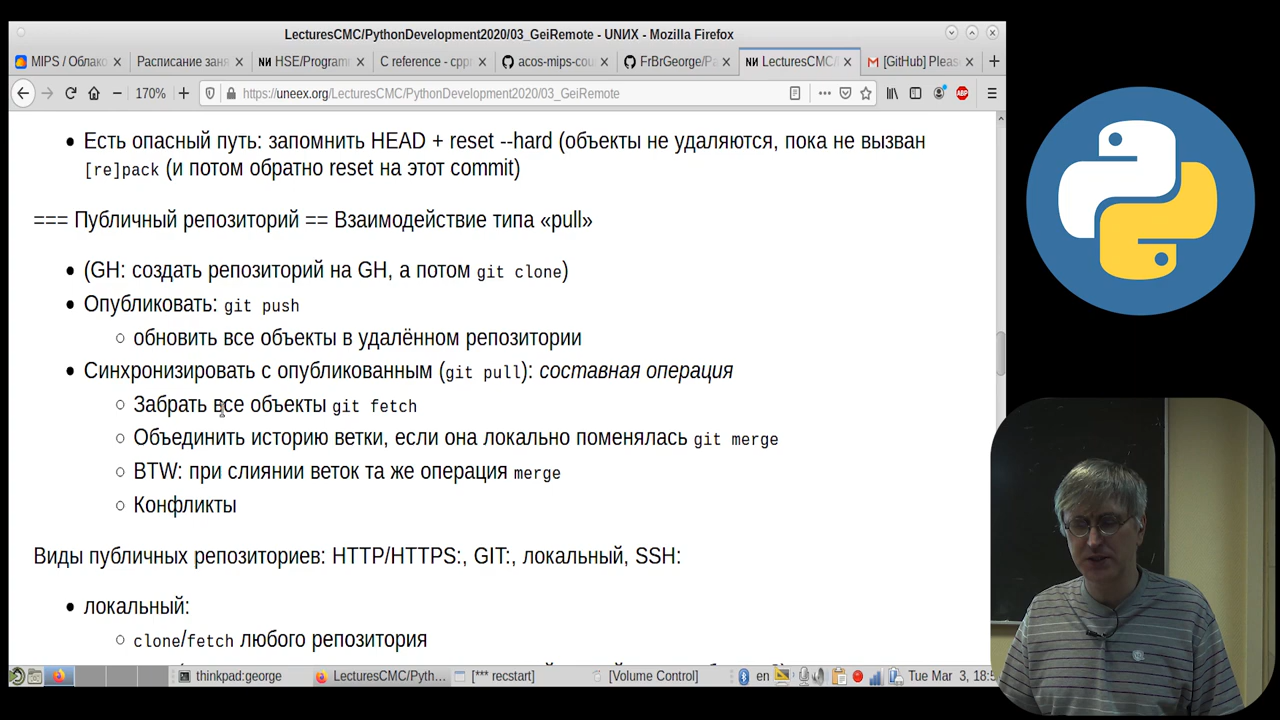 LecturesCMC/PythonDevelopment2020/03_GeiRemote - UNИX - Mozilla Firefox
MIPS / Облако
Расписание заня
HSE/Programm
C reference - cppr
acos-mips-cou
FrBrGeorge/Pa
LecturesCMC/
[GitHub] Please
170%
https://uneex.org/LecturesCMC/PythonDevelopment2020/03_GeiRemote
Есть опасный путь: запомнить HEAD + reset --hard (объекты не удаляются, пока не вызван
[re]pack (и потом обратно reset на этот commit)
=== Публичный репозиторий == Взаимодействие типа «pull»
(GH: создать репозиторий на GH, а потом git clone)
Опубликовать: git push
обновить все объекты в удалённом репозитории
Синхронизировать с опубликованным (git pull): составная операция
Забрать все объекты git fetch
Объединить историю ветки, если она локально поменялась git merge
BTW: при слиянии веток та же операция merge
Конфликты
Виды публичных репозиториев: HTTP/HTTPS:, GIT:, локальный, SSH:
локальный:
clone/fetch любого репозитория
thinkpad:george
LecturesCMC/Pyth...
[*** recstart]
[Volume Control]
en
Tue Mar 3, 18:5